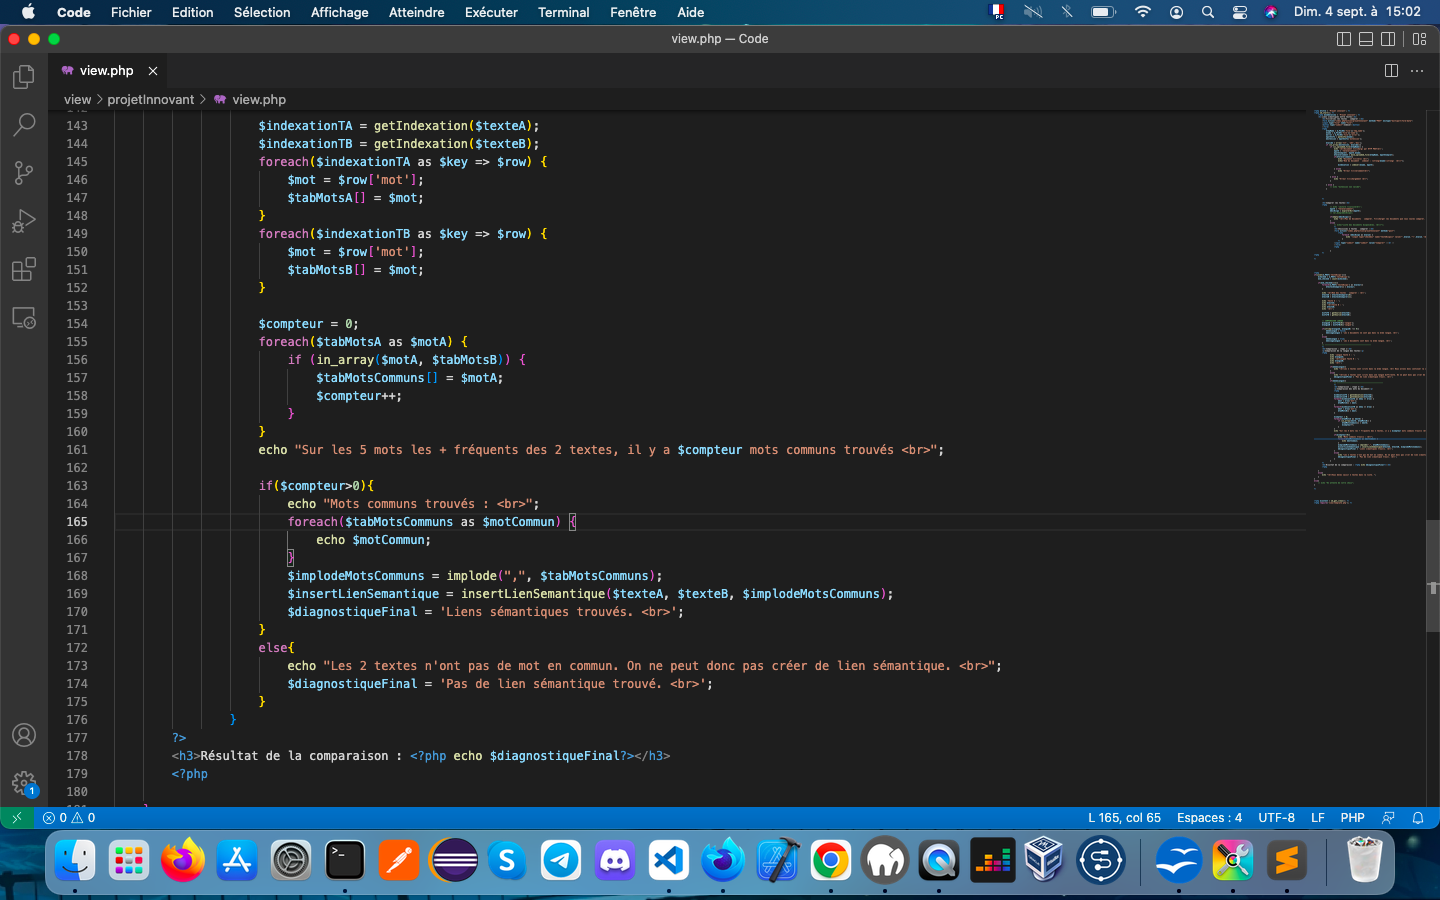 Code Fichier Edition Sélection Affichage Atteindre Exécuter Terminal Fenêtre Aide PC Dim. 4 sept. à 15:02
view.php — Code
view.php
view > projetInnovant > view.php
143 $indexationTA = getIndexation($texteA);
144 $indexationTB = getIndexation($texteB);
145 foreach($indexationTA as $key => $row) {
146 $mot = $row['mot'];
147 $tabMotsA[] = $mot;
148 }
149 foreach($indexationTB as $key => $row) {
150 $mot = $row['mot'];
151 $tabMotsB[] = $mot;
152 }
153
154 $compteur = 0;
155 foreach($tabMotsA as $motA) {
156 if (in_array($motA, $tabMotsB)) {
157 $tabMotsCommuns[] = $motA;
158 $compteur++;
159 }
160 }
161 echo "Sur les 5 mots les + fréquents des 2 textes, il y a $compteur mots communs trouvés <br>";
162
163 if($compteur>0){
164 echo "Mots communs trouvés : <br>";
165 foreach($tabMotsCommuns as $motCommun) {
166 echo $motCommun;
167 }
168 $implodeMotsCommuns = implode(",", $tabMotsCommuns);
169 $insertLienSemantique = insertLienSemantique($texteA, $texteB, $implodeMotsCommuns);
170 $diagnostiqueFinal = 'Liens sémantiques trouvés. <br>';
171 }
172 else{
173 echo "Les 2 textes n'ont pas de mot en commun. On ne peut donc pas créer de lien sémantique. <br>";
174 $diagnostiqueFinal = 'Pas de lien sémantique trouvé. <br>';
175 }
176 }
177 ?>
178 <h3>Résultat de la comparaison : <?php echo $diagnostiqueFinal?></h3>
179 <?php
180
1
0 0 L 165, col 65 Espaces : 4 UTF-8 LF PHP